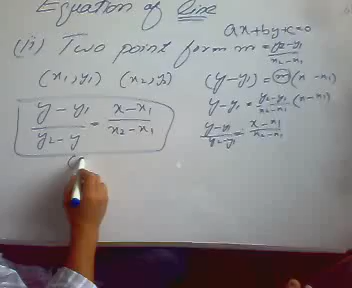 Equation of line
ax+by+c=0
(ii) Two point form m = y2-y1 / x2-x1
(x1, y1) (x2, y2)
(y-y1) = m (x-x1)
y-y1 / y2-y = x-x1 / x2-x1
y-y1 = y2-y1 / x2-x1 (x-x1)
y-y1 / y2-y1 = x-x1 / x2-x1
(